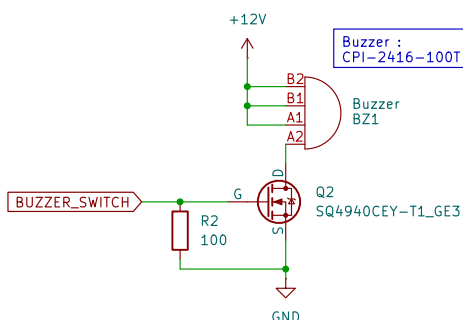 +12V
Buzzer :
CPI-2416-100T
B2
B1
A1
A2
Buzzer
BZ1
D
G
S
Q2
SQ4940CEY-T1_GE3
BUZZER_SWITCH
R2
100
GND